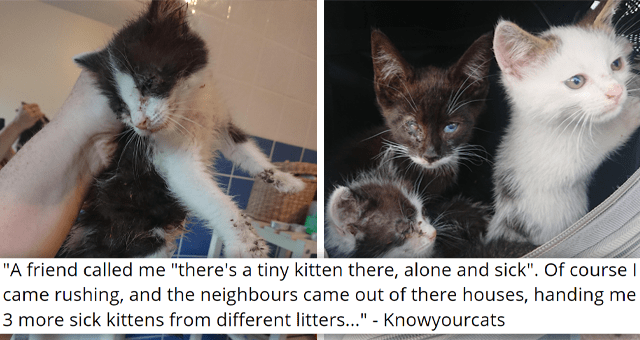 "A friend called me "there's a tiny kitten there, alone and sick". Of course I
came rushing, and the neighbours came out of there houses, handing me
3 more sick kittens from different litters..." - Knowyourcats